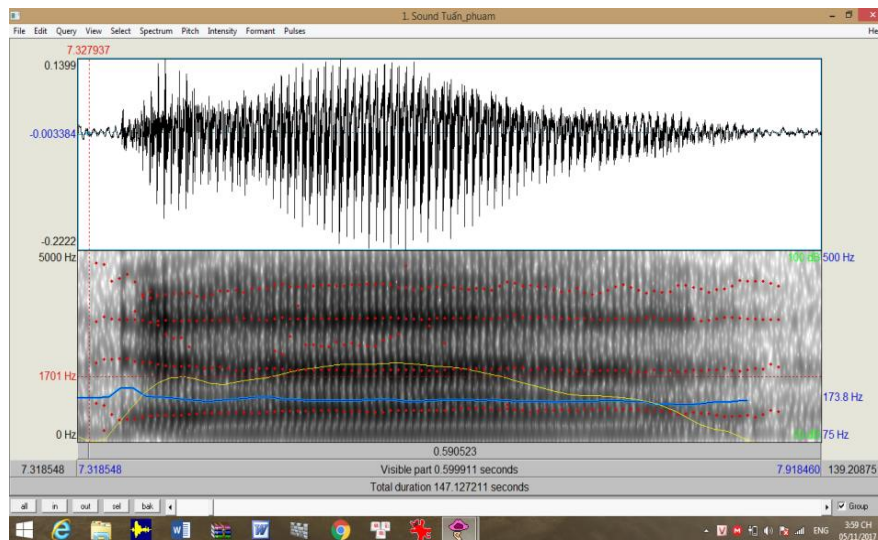 1. Sound Tuấn_phuam
File Edit Query View Select Spectrum Pitch Intensity Formant Pulses He
7.327937
0.1399
-0.003384
-0.2222
5000 Hz 500 Hz
1701 Hz
173.8 Hz
0 Hz 75 Hz
0.590523
7.318548 7.318548 Visible part 0.599911 seconds 7.918460 139.20875
Total duration 147.127211 seconds
all in out sel bak Group
ENG 3:59 CH
05/11/2017